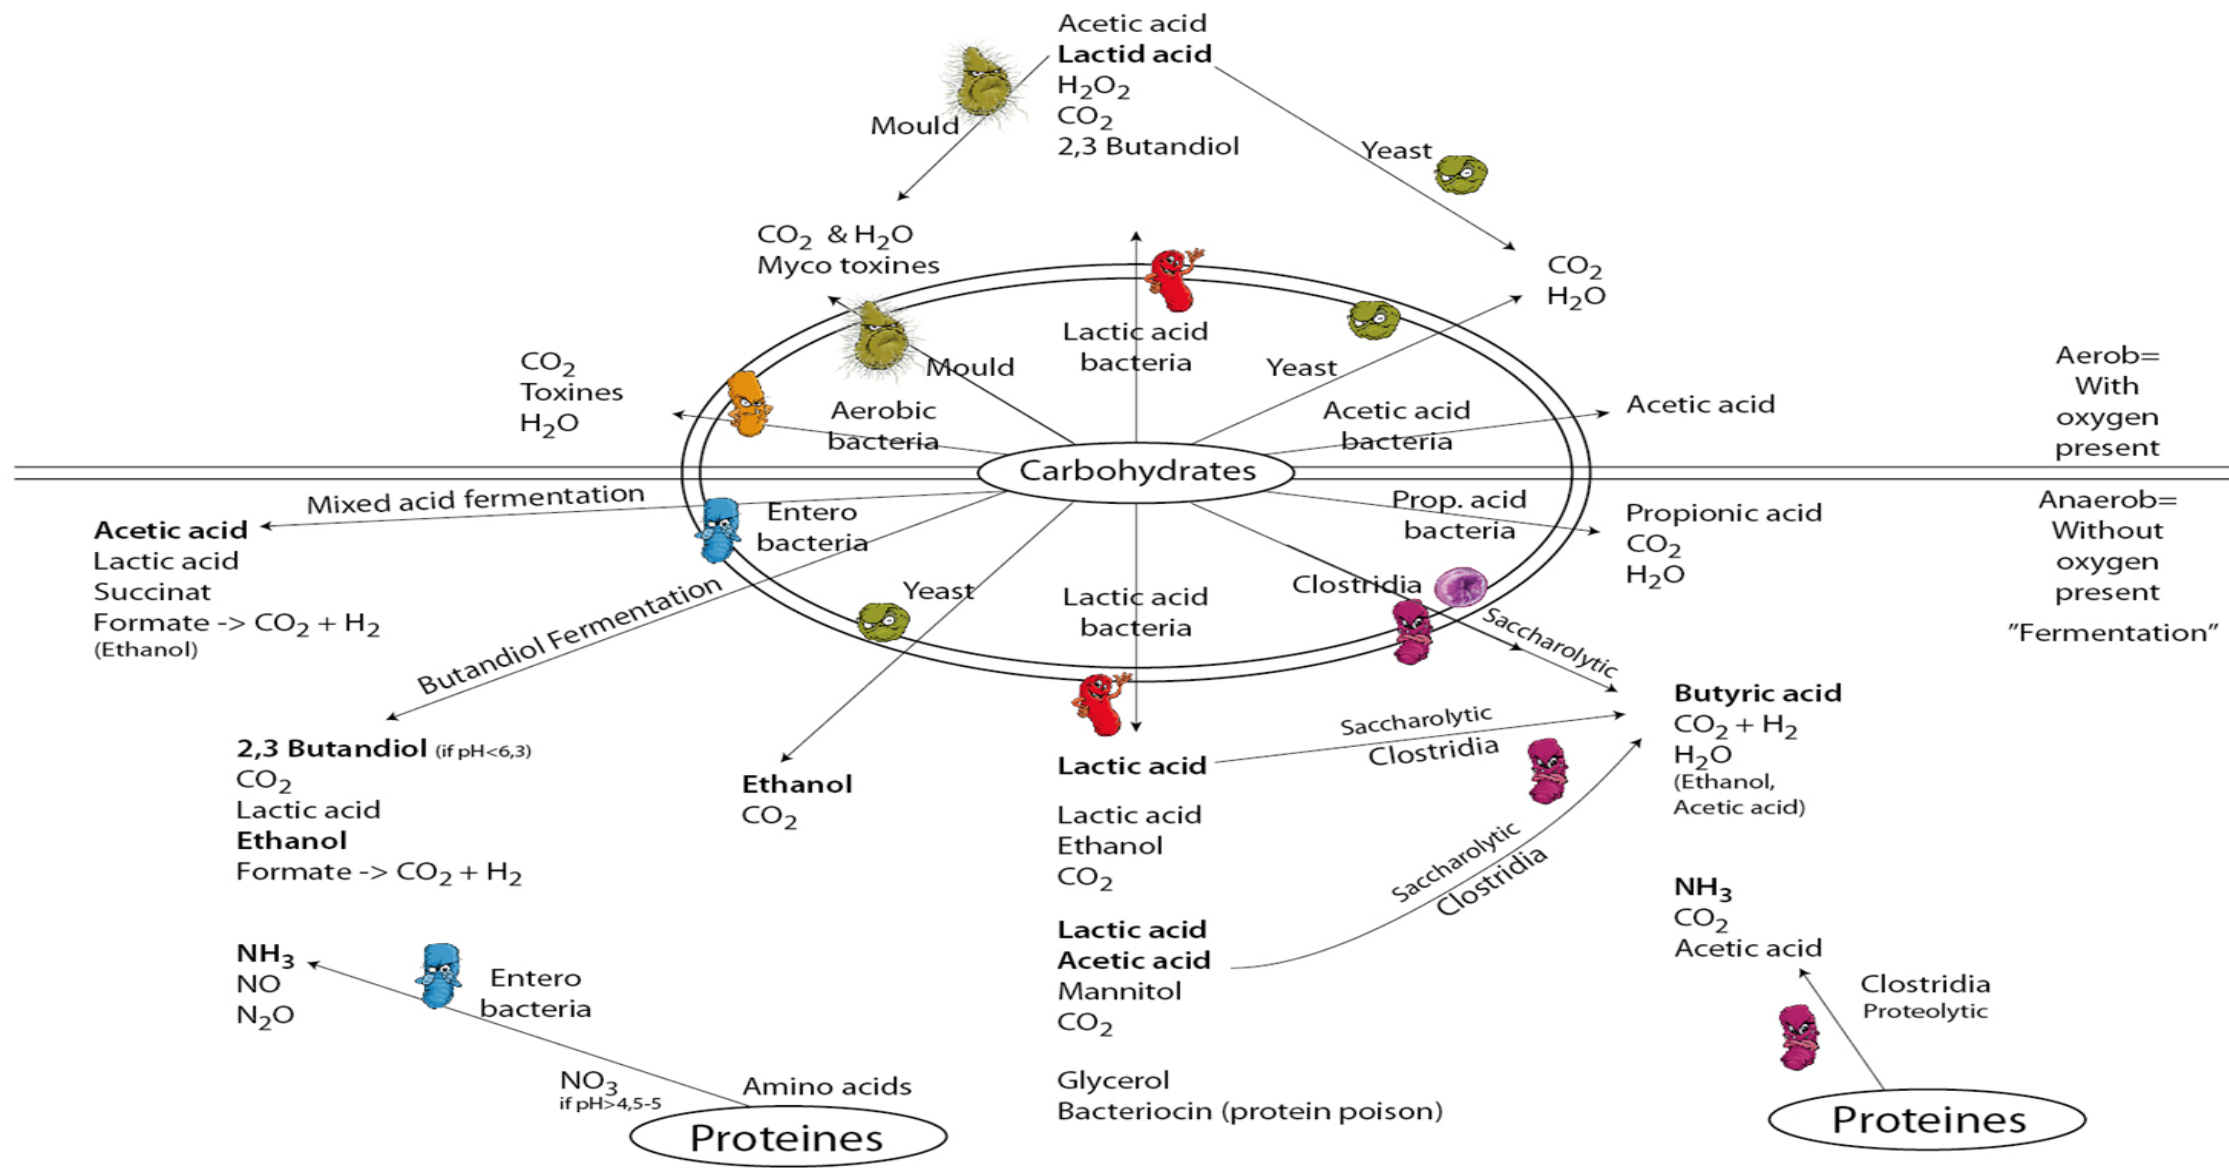 Acetic acid
Lactid acid
H₂O₂
CO₂
2,3 Butandiol
Mould
Yeast
CO₂ & H₂O
Myco toxines
CO₂
H₂O
Lactic acid
bacteria
Mould
Yeast
CO₂
Toxines
H₂O
Aerobic
bacteria
Acetic acid
bacteria
Acetic acid
Aerob=
With
oxygen
present
Carbohydrates
Mixed acid fermentation
Acetic acid
Lactic acid
Succinat
Formate -> CO₂ + H₂
(Ethanol)
Entero
bacteria
Prop. acid
bacteria
Propionic acid
CO₂
H₂O
Anaerob=
Without
oxygen
present
"Fermentation"
Butandiol Fermentation
Yeast
Lactic acid
bacteria
Clostridia
Saccharolytic
2,3 Butandiol (if pH<6,3)
CO₂
Lactic acid
Ethanol
Formate -> CO₂ + H₂
Ethanol
CO₂
Lactic acid
Saccharolytic
Clostridia
Butyric acid
CO₂ + H₂
H₂O
(Ethanol,
Acetic acid)
Lactic acid
Ethanol
CO₂
Saccharolytic
Clostridia
Lactic acid
Acetic acid
Mannitol
CO₂
Glycerol
Bacteriocin (protein poison)
NH₃
CO₂
Acetic acid
Clostridia
Proteolytic
Proteines
NH₃
NO
N₂O
Entero
bacteria
NO₃
if pH>4,5-5
Amino acids
Proteines